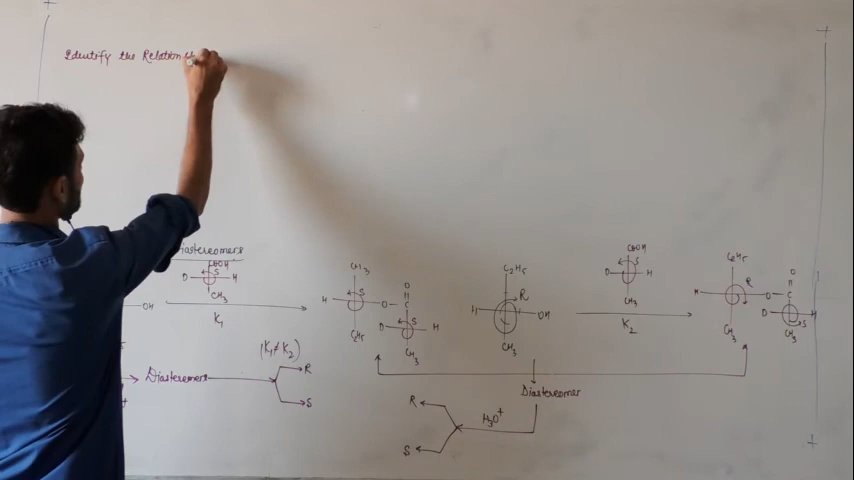 Identify the Relation
Diastereomers
COOH
D S H
CH3
OH
K1
CH3
H S O C O
D S H
C2H5
CH3
C2H5
H R OH
CH3
COOH
D S H
CH3
K2
C2H5
H R O C O
D S H
CH3
CH3
(K1≠K2)
Diastereomers
R
S
Diastereomer
R
H3O+
S